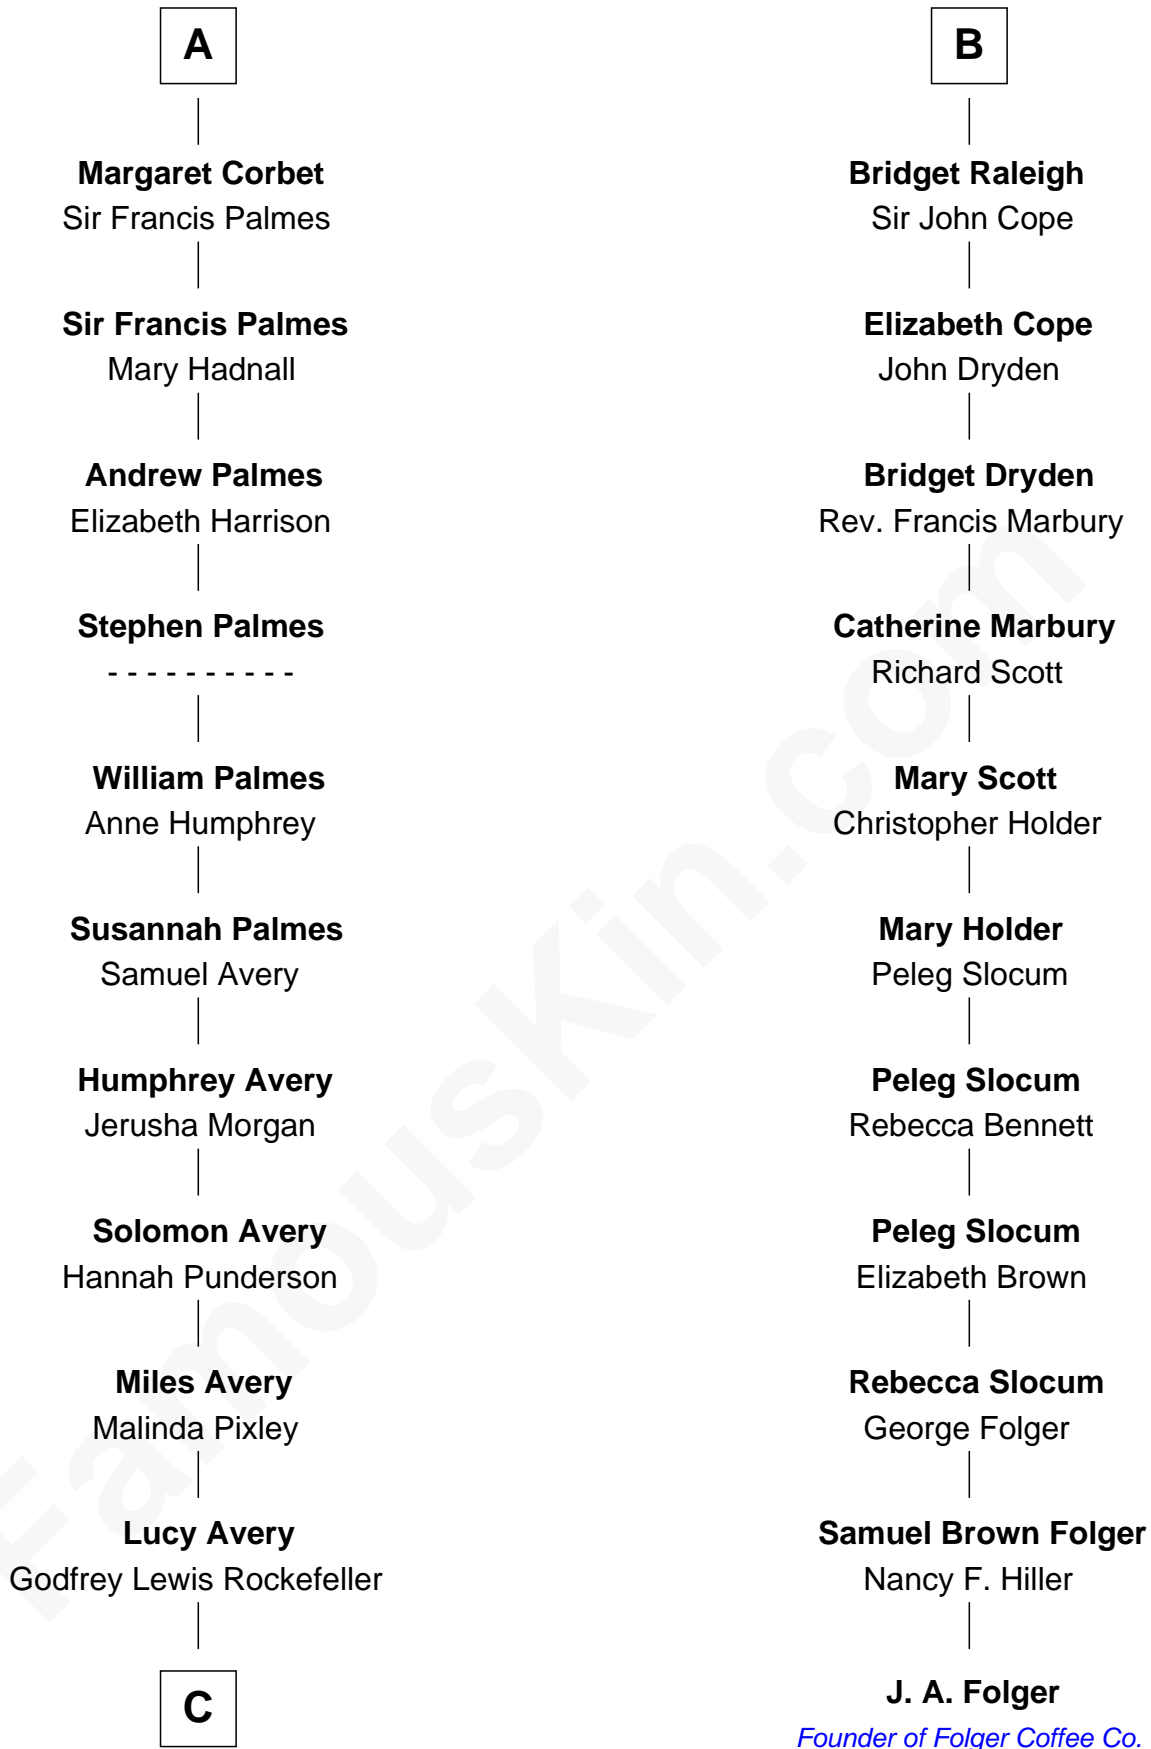 A
Margaret Corbet
Sir Francis Palmes
Sir Francis Palmes
Mary Hadnall
Andrew Palmes
Elizabeth Harrison
Stephen Palmes
- - - - - - - - - -
William Palmes
Anne Humphrey
Susannah Palmes
Samuel Avery
Humphrey Avery
Jerusha Morgan
Solomon Avery
Hannah Punderson
Miles Avery
Malinda Pixley
Lucy Avery
Godfrey Lewis Rockefeller
C
B
Bridget Raleigh
Sir John Cope
Elizabeth Cope
John Dryden
Bridget Dryden
Rev. Francis Marbury
Catherine Marbury
Richard Scott
Mary Scott
Christopher Holder
Mary Holder
Peleg Slocum
Peleg Slocum
Rebecca Bennett
Peleg Slocum
Elizabeth Brown
Rebecca Slocum
George Folger
Samuel Brown Folger
Nancy F. Hiller
J. A. Folger
Founder of Folger Coffee Co.
FamousKin.com